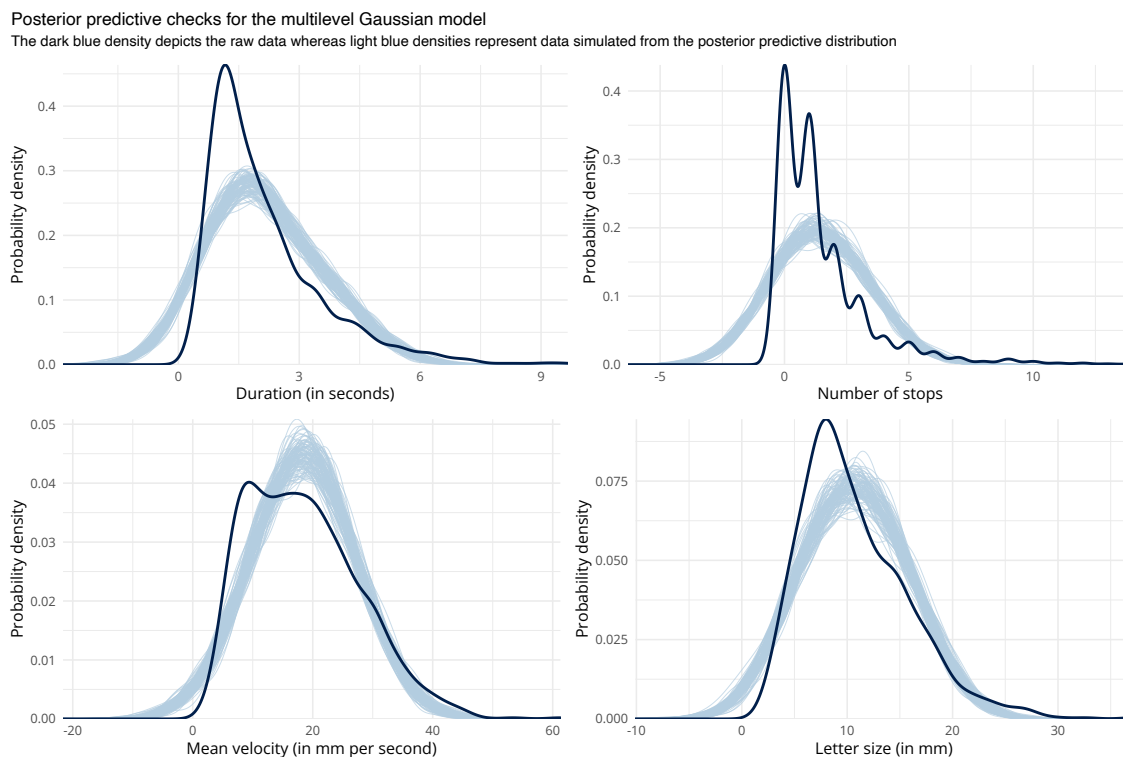 Posterior predictive checks for the multilevel Gaussian model
The dark blue density depicts the raw data whereas light blue densities represent data simulated from the posterior predictive distribution
Probability density
0.4
0.3
0.2
0.1
0.0
0 3 6 9
Duration (in seconds)
Probability density
0.4
0.3
0.2
0.1
0.0
-5 0 5 10
Number of stops
Probability density
0.05
0.04
0.03
0.02
0.01
0.00
-20 0 20 40 60
Mean velocity (in mm per second)
Probability density
0.075
0.050
0.025
0.000
-10 0 10 20 30
Letter size (in mm)